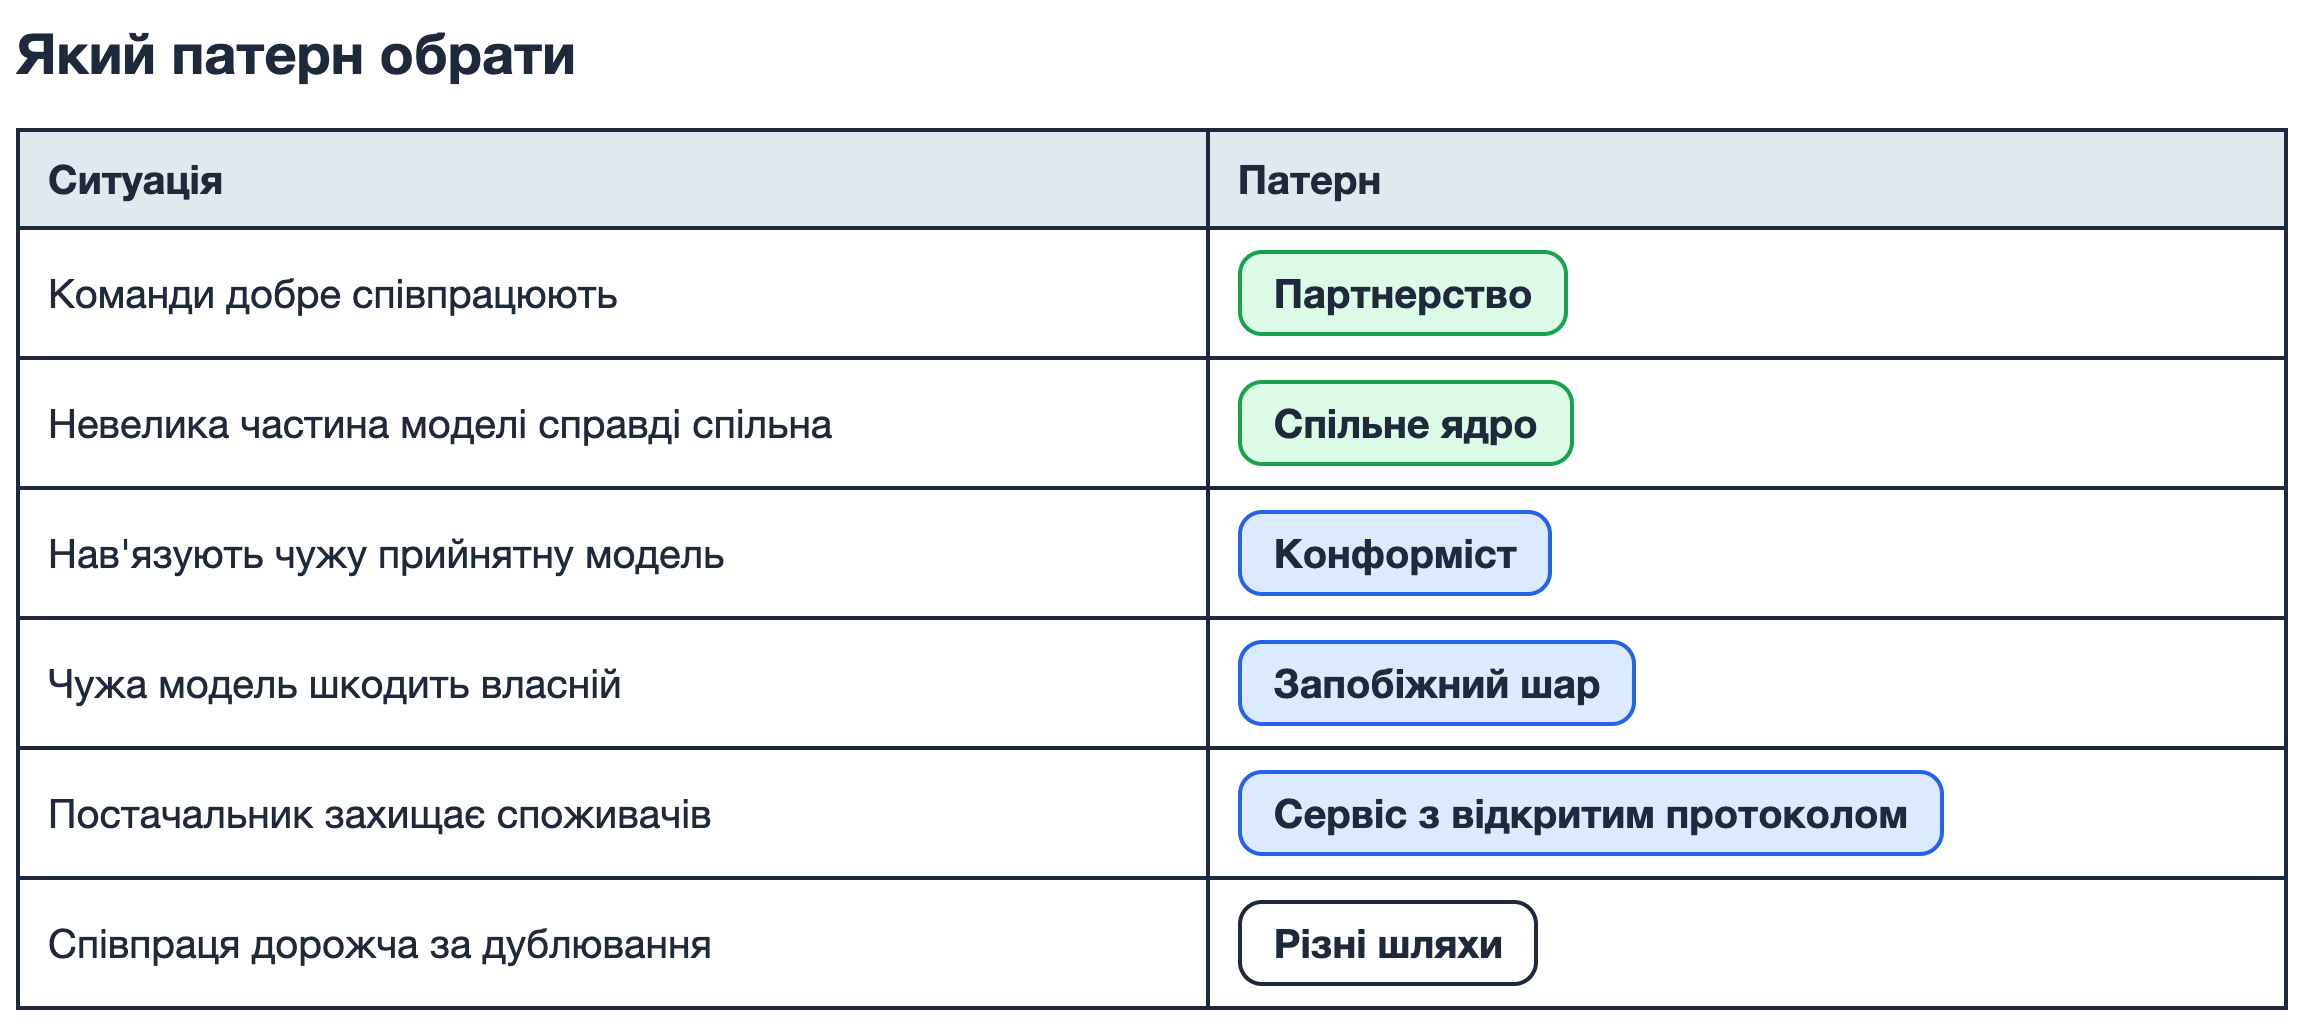 Який патерн обрати
Ситуація
Патерн
Команди добре співпрацюють
Партнерство
Невелика частина моделі справді спільна
Спільне ядро
Нав'язують чужу прийнятну модель
Конформіст
Чужа модель шкодить власній
Запобіжний шар
Постачальник захищає споживачів
Сервіс з відкритим протоколом
Співпраця дорожча за дублювання
Різні шляхи